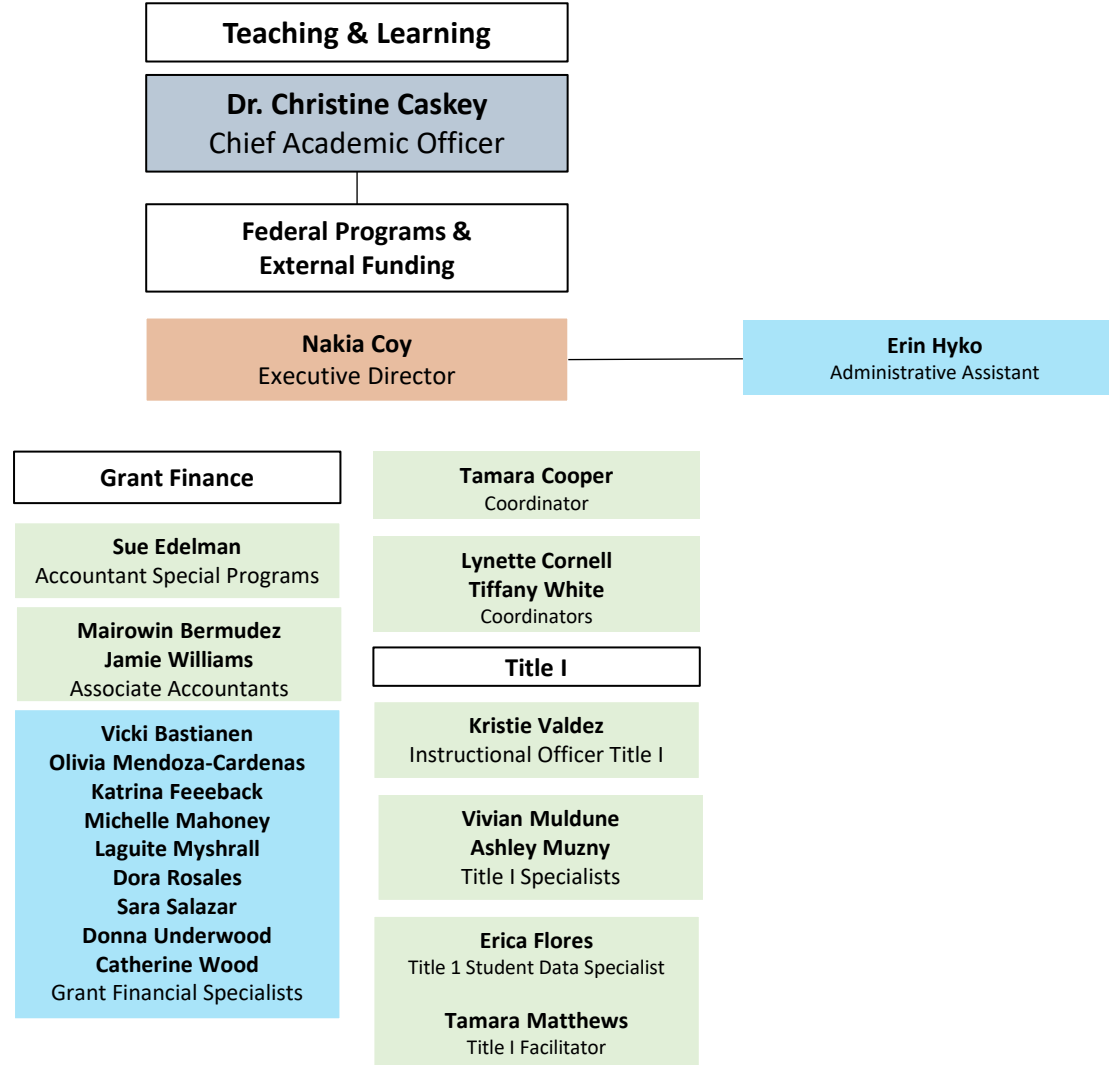 Teaching & Learning
Dr. Christine Caskey
Chief Academic Officer
Federal Programs &
External Funding
Nakia Coy
Executive Director
Erin Hyko
Administrative Assistant
Grant Finance
Sue Edelman
Accountant Special Programs
Mairowin Bermudez
Jamie Williams
Associate Accountants
Vicki Bastianen
Olivia Mendoza-Cardenas
Katrina Feeeback
Michelle Mahoney
Laguite Myshrall
Dora Rosales
Sara Salazar
Donna Underwood
Catherine Wood
Grant Financial Specialists
Tamara Cooper
Coordinator
Lynette Cornell
Tiffany White
Coordinators
Title I
Kristie Valdez
Instructional Officer Title I
Vivian Muldune
Ashley Muzny
Title I Specialists
Erica Flores
Title 1 Student Data Specialist
Tamara Matthews
Title I Facilitator